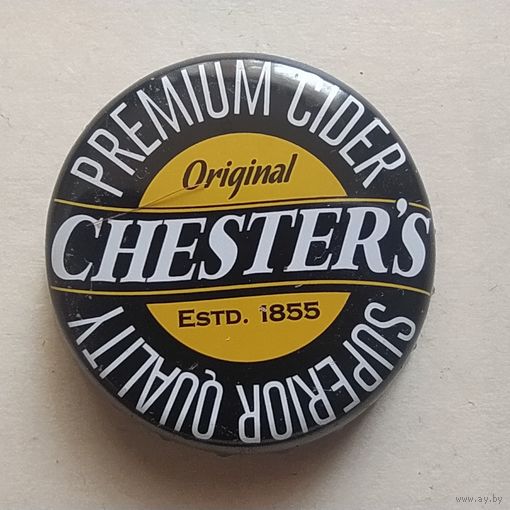 PREMIUM CIDER
Original
CHESTER'S
ESTD. 1855
SUPERIOR QUALITY
www.ay.by